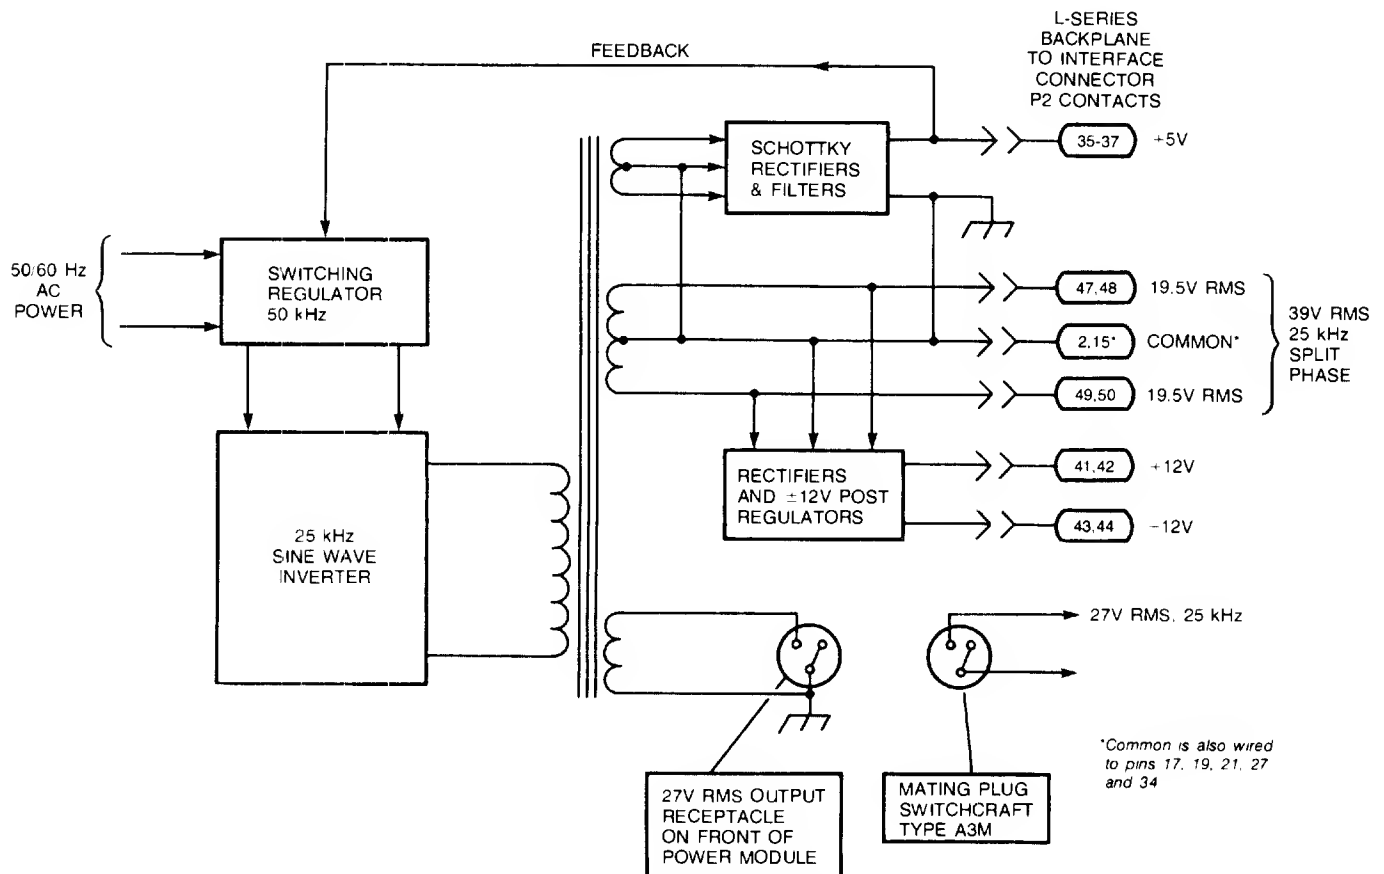 L-SERIES
BACKPLANE
TO INTERFACE
CONNECTOR
P2 CONTACTS
FEEDBACK
SCHOTTKY
RECTIFIERS
& FILTERS
35-37 +5V
50/60 Hz
AC
POWER
SWITCHING
REGULATOR
50 kHz
47,48 19.5V RMS
2,15* COMMON*
49,50 19.5V RMS
39V RMS
25 kHz
SPLIT
PHASE
RECTIFIERS
AND ±12V POST
REGULATORS
41,42 +12V
43,44 -12V
25 kHz
SINE WAVE
INVERTER
27V RMS, 25 kHz
*Common is also wired
to pins 17, 19, 21, 27
and 34
27V RMS OUTPUT
RECEPTACLE
ON FRONT OF
POWER MODULE
MATING PLUG
SWITCHCRAFT
TYPE A3M